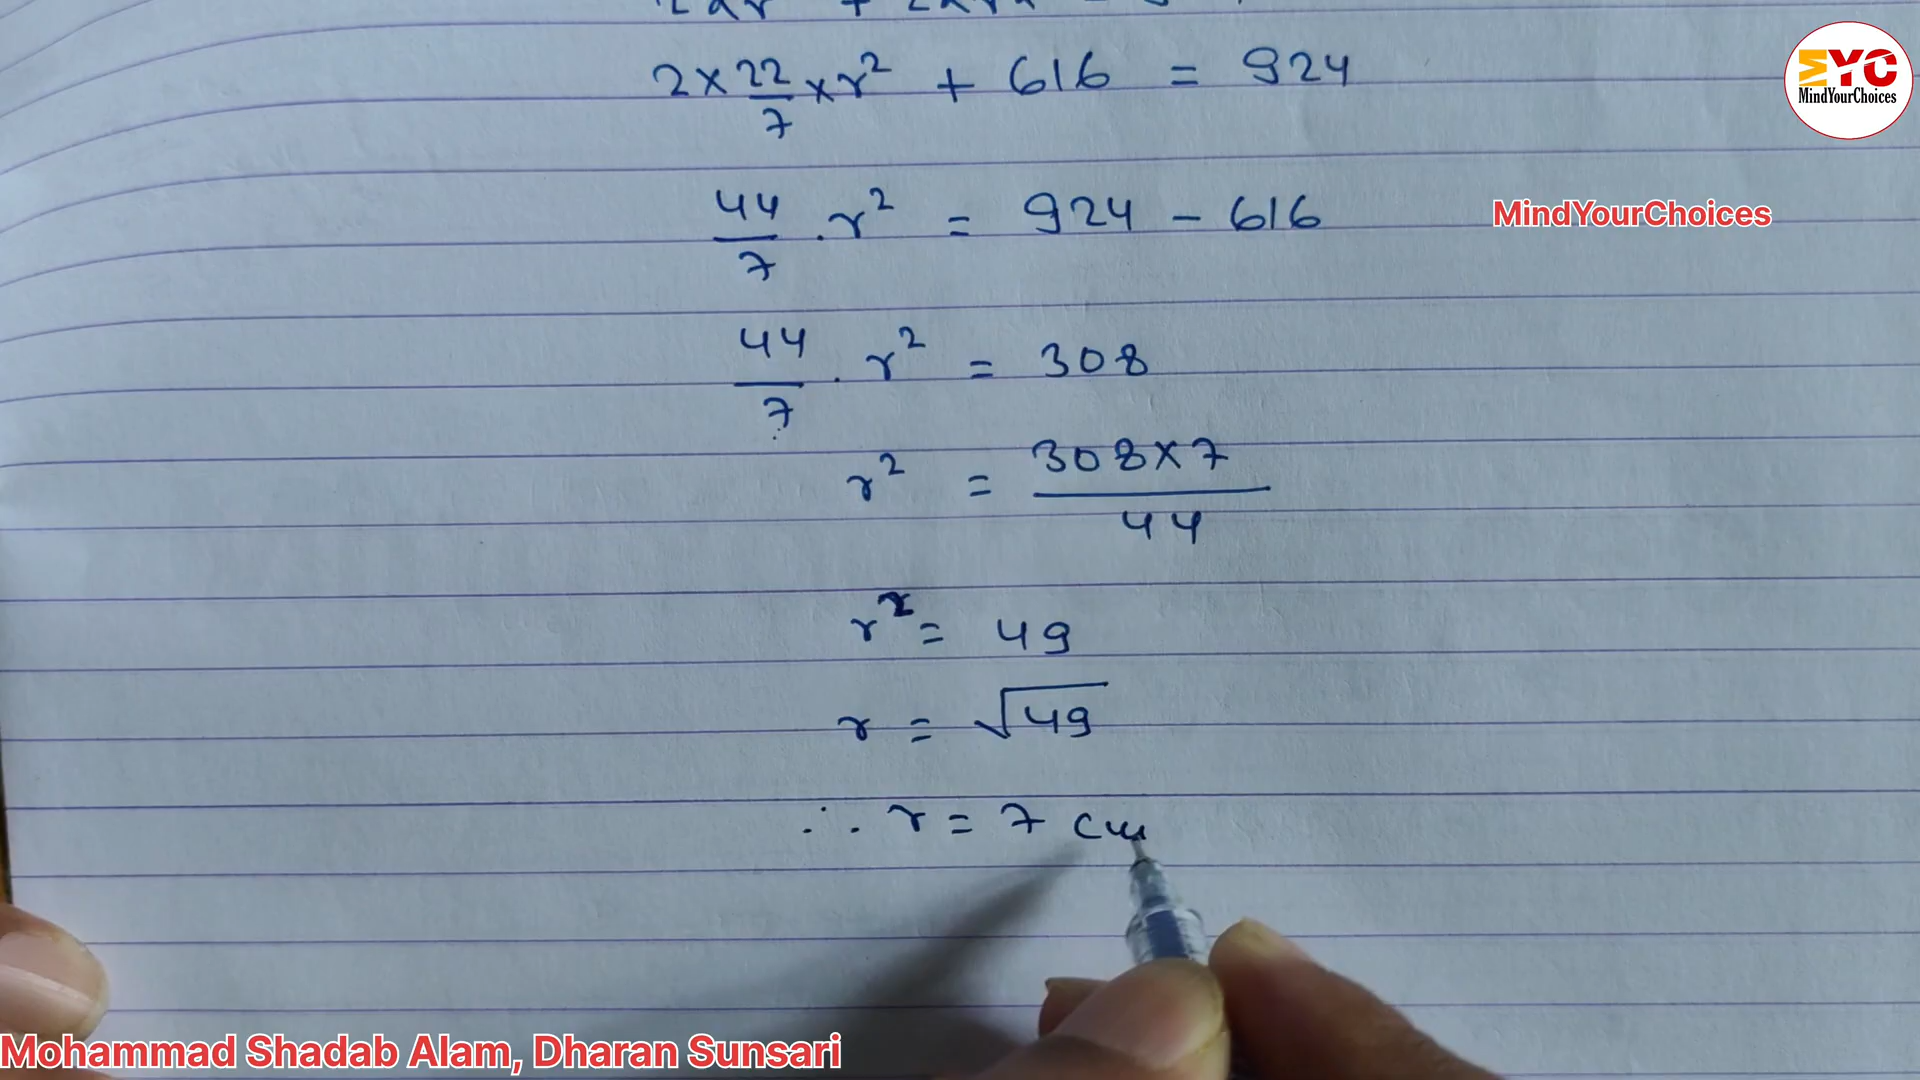 2 × 22/7 × r² + 616 = 924
44/7 . r² = 924 - 616
44/7 . r² = 308
r² = 308×7/44
r² = 49
r = √49
∴ r = 7 cm
MYC
MindYourChoices
MindYourChoices
Mohammad Shadab Alam, Dharan Sunsari